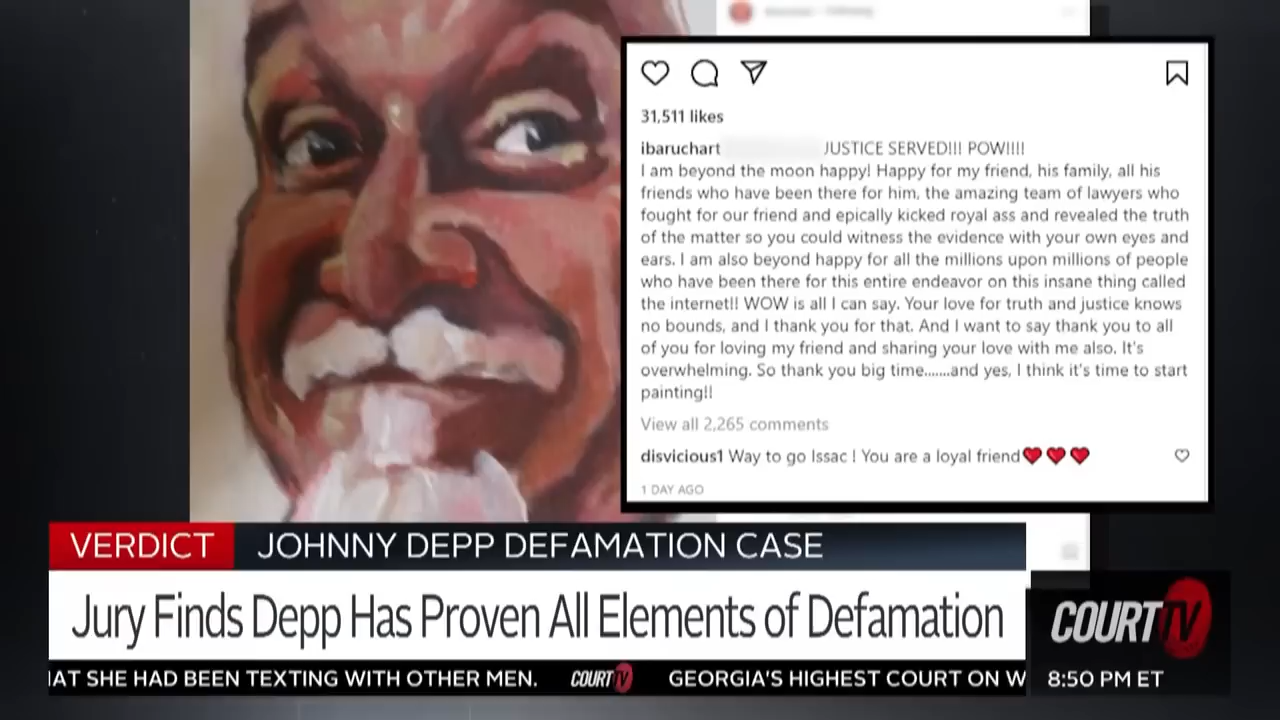 31,511 likes
ibaruchart JUSTICE SERVED!!! POW!!!!
I am beyond the moon happy! Happy for my friend, his family, all his
friends who have been there for him, the amazing team of lawyers who
fought for our friend and epically kicked royal ass and revealed the truth
of the matter so you could witness the evidence with your own eyes and
ears. I am also beyond happy for all the millions upon millions of people
who have been there for this entire endeavor on this insane thing called
the internet!! WOW is all I can say. Your love for truth and justice knows
no bounds, and I thank you for that. And I want to say thank you to all
of you for loving my friend and sharing your love with me also. It's
overwhelming. So thank you big time.......and yes, I think it's time to start
painting!!
View all 2,265 comments
disvicious1 Way to go Issac ! You are a loyal friend❤❤❤
1 DAY AGO
VERDICT JOHNNY DEPP DEFAMATION CASE
Jury Finds Depp Has Proven All Elements of Defamation
COURT TV
AT SHE HAD BEEN TEXTING WITH OTHER MEN. COURT TV GEORGIA'S HIGHEST COURT ON W
8:50 PM ET